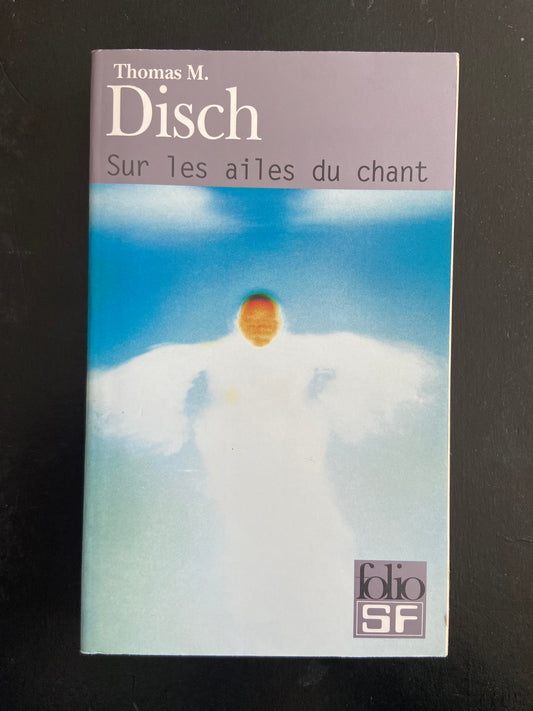 Thomas M.
Disch
Sur les ailes du chant
folio
SF